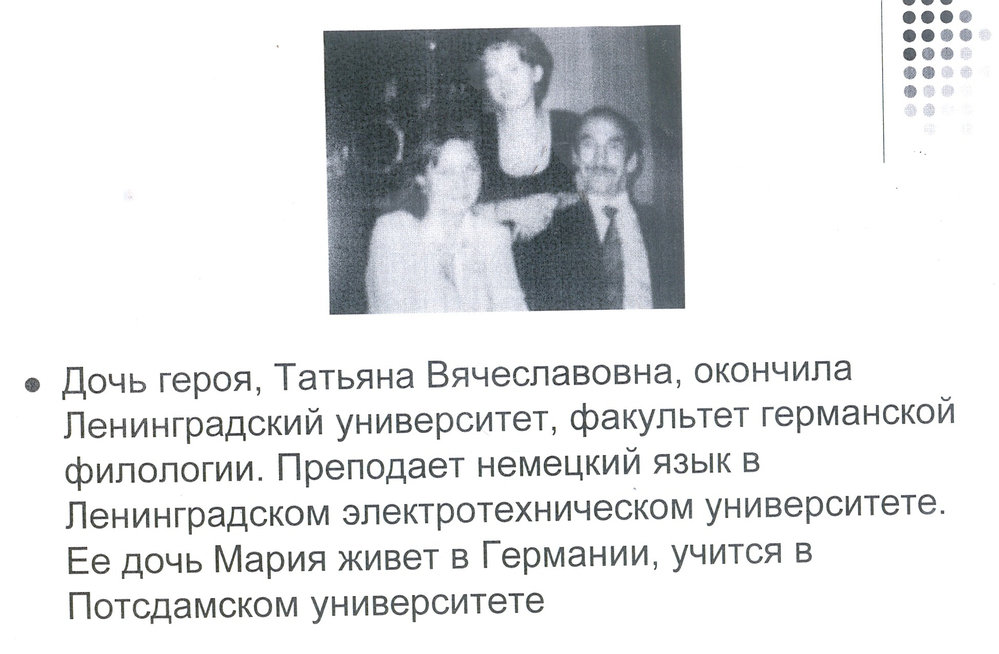 • Дочь героя, Татьяна Вячеславовна, окончила
Ленинградский университет, факультет германской
филологии. Преподает немецкий язык в
Ленинградском электротехническом университете.
Ее дочь Мария живет в Германии, учится в
Потсдамском университете